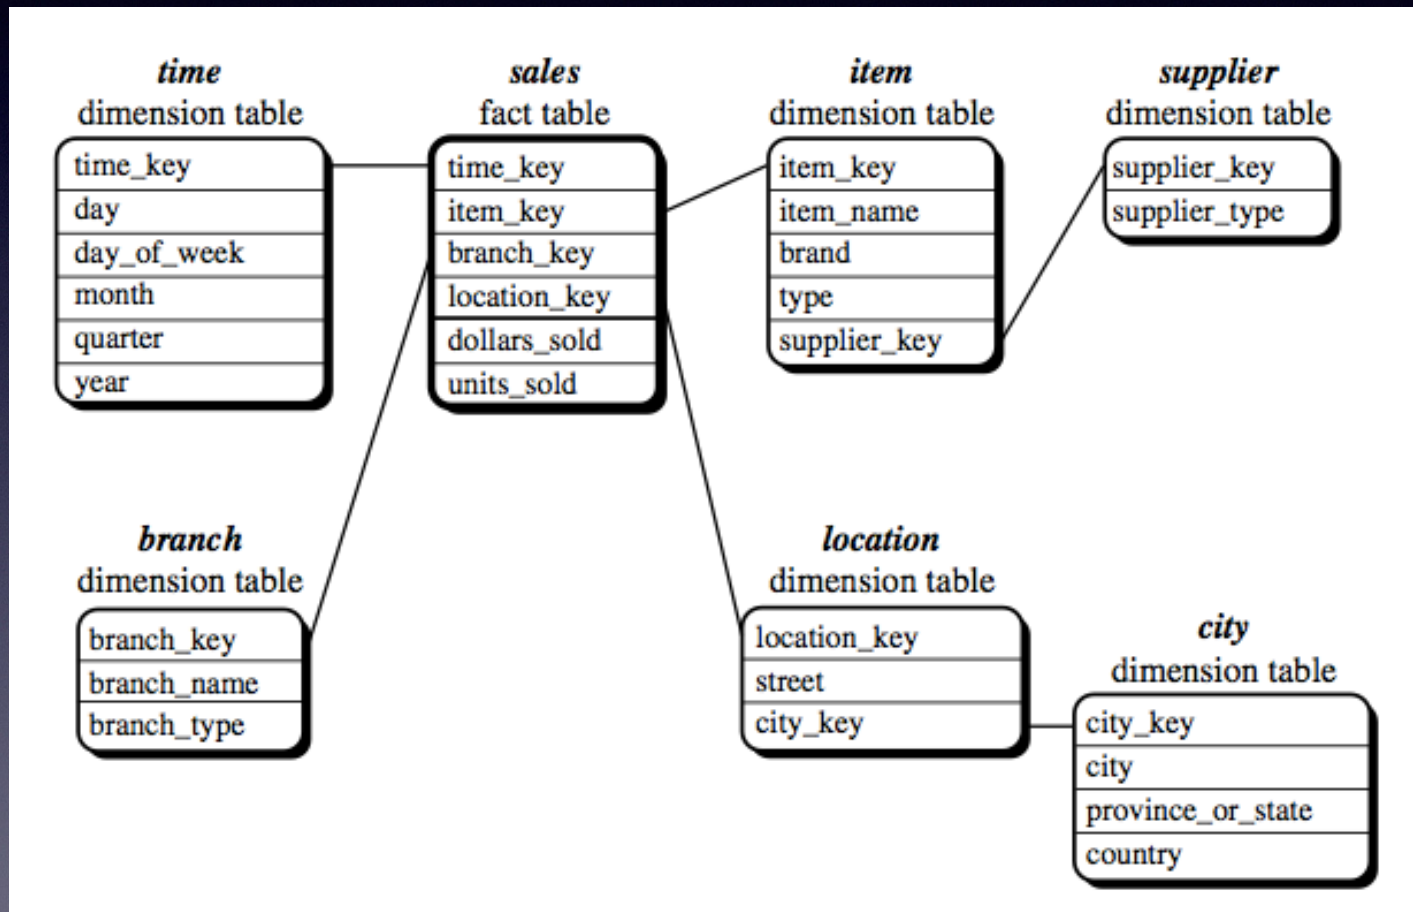 time
dimension table
time_key
day
day_of_week
month
quarter
year
sales
fact table
time_key
item_key
branch_key
location_key
dollars_sold
units_sold
item
dimension table
item_key
item_name
brand
type
supplier_key
supplier
dimension table
supplier_key
supplier_type
branch
dimension table
branch_key
branch_name
branch_type
location
dimension table
location_key
street
city_key
city
dimension table
city_key
city
province_or_state
country